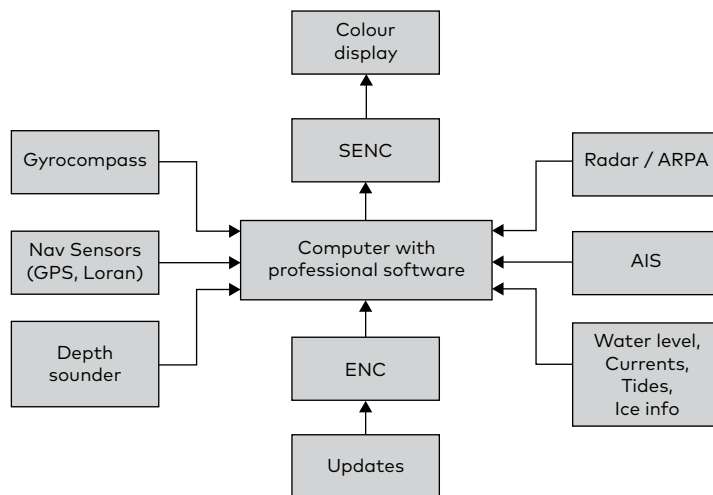 Colour
display
Gyrocompass
SENC
Radar / ARPA
Nav Sensors
(GPS, Loran)
Computer with
professional software
AIS
Depth
sounder
ENC
Water level,
Currents,
Tides,
Ice info
Updates